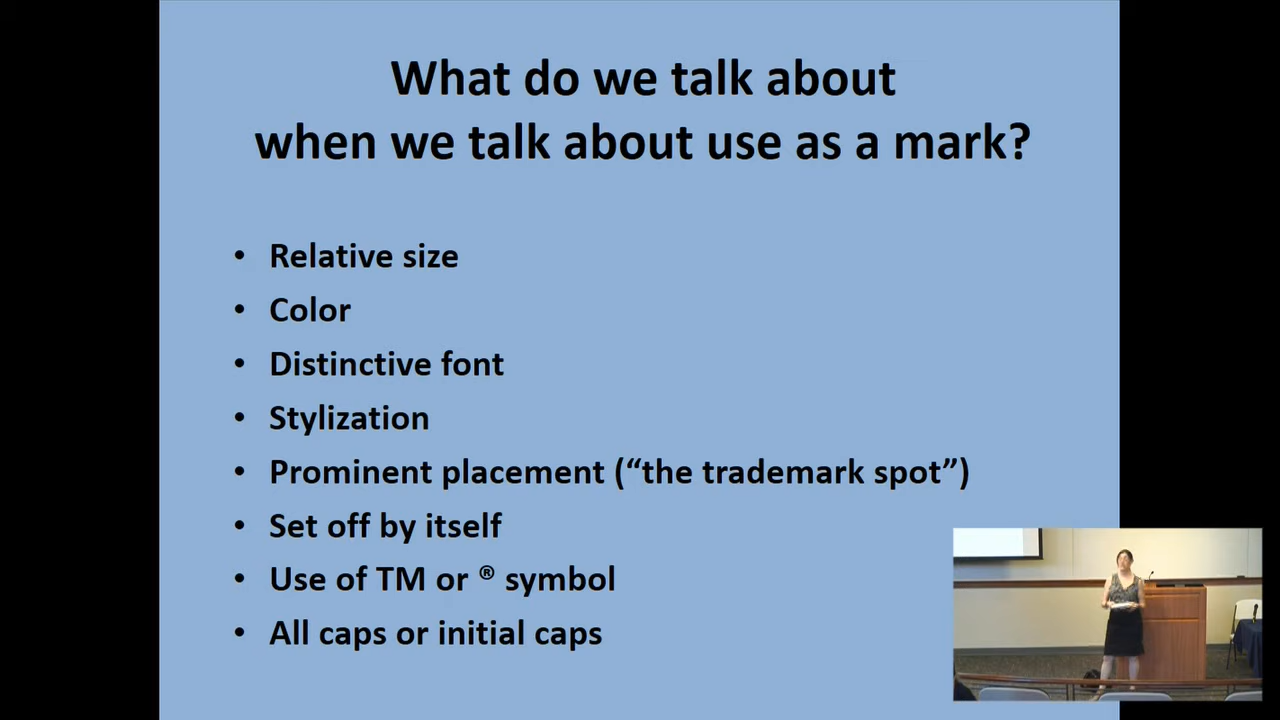 What do we talk about
when we talk about use as a mark?
• Relative size
• Color
• Distinctive font
• Stylization
• Prominent placement (“the trademark spot”)
• Set off by itself
• Use of TM or ® symbol
• All caps or initial caps